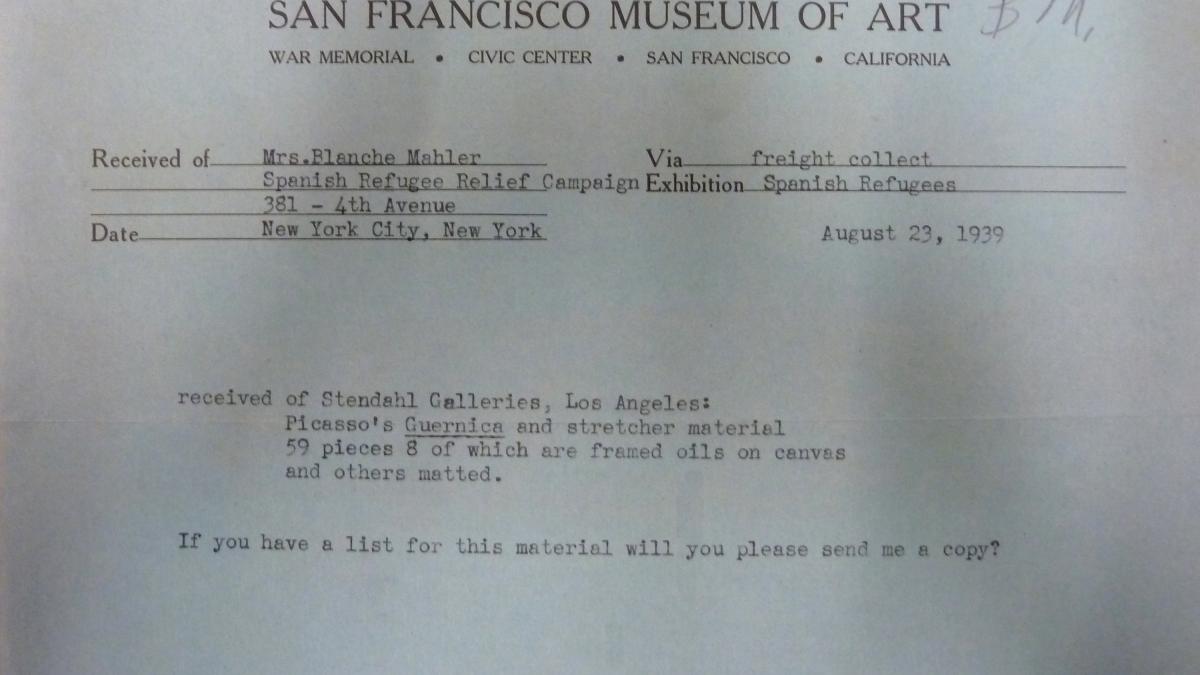 SAN FRANCISCO MUSEUM OF ART
WAR MEMORIAL • CIVIC CENTER • SAN FRANCISCO • CALIFORNIA
Received of Mrs.Blanche Mahler Via freight collect
Spanish Refugee Relief Campaign Exhibition Spanish Refugees
381 - 4th Avenue
Date New York City, New York August 23, 1939
received of Stendahl Galleries, Los Angeles:
Picasso's Guernica and stretcher material
59 pieces 8 of which are framed oils on canvas
and others matted.
If you have a list for this material will you please send me a copy?